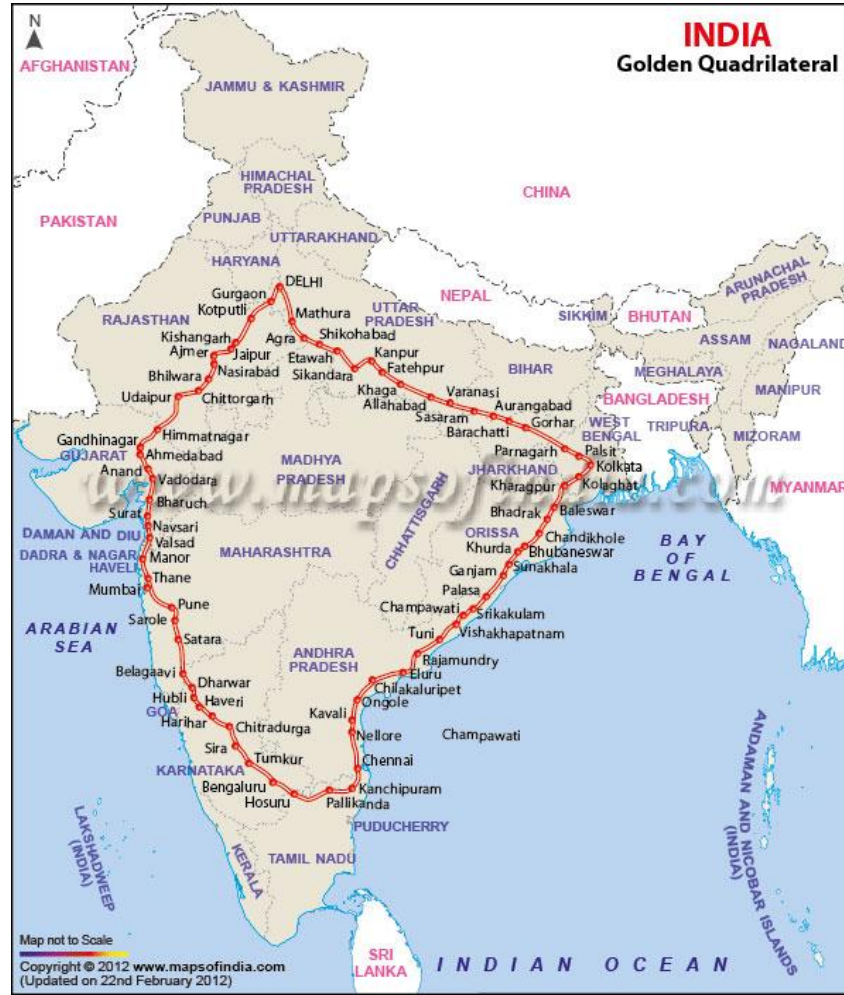 N
INDIA
Golden Quadrilateral
AFGHANISTAN
JAMMU & KASHMIR
HIMACHAL
PRADESH
CHINA
PAKISTAN
PUNJAB
UTTARAKHAND
HARYANA
DELHI
Gurgaon
Kotputli
NEPAL
ARUNACHAL
PRADESH
RAJASTHAN
Mathura
UTTAR
PRADESH
SIKKIM
BHUTAN
Kishangarh
Agra
Shikohabad
ASSAM
NAGALAND
Ajmer
Jaipur
Etawah
Kanpur
Nasirabad
Sikandara
Fatehpur
BIHAR
MEGHALAYA
Bhilwara
Khaga
MANIPUR
Udaipur
Chittorgarh
Allahabad
Varanasi
BANGLADESH
Sasaram
Aurangabad
WEST
BENGAL
TRIPURA
Barachatti
Gorhar
MIZORAM
Gandhinagar
Himmatnagar
Parnagarh
Palsit
GUJARAT
Ahmedabad
MADHYA
PRADESH
JHARKHAND
Kolkata
Anand
Vadodara
Kharagpur
Kolaghat
MYANMAR
Bharuch
CHHATTISGARH
Bhadrak
Baleswar
Surat
Navsari
ORISSA
Chandikhole
DAMAN AND DIU
Valsad
Khurda
Bhubaneswar
BAY
OF
BENGAL
DADRA & NAGAR
HAVELI
Manor
MAHARASHTRA
Ganjam
Sunakhala
Thane
Palasa
Mumbai
Pune
Champawati
Srikakulam
ARABIAN
SEA
Sarole
Tuni
Vishakhapatnam
Satara
ANDHRA
PRADESH
Rajamundry
Belagaavi
Eluru
Dharwar
Chilakaluripet
Hubli
Haveri
Ongole
GOA
Harihar
Kavali
Chitradurga
Nellore
Champawati
Sira
Tumkur
Chennai
KARNATAKA
Bengaluru
Kanchipuram
Hosuru
Pallikanda
PUDUCHERRY
LAKSHADWEEP
(INDIA)
KERALA
TAMIL NADU
ANDAMAN AND NICOBAR ISLANDS
(INDIA)
SRI
LANKA
INDIAN OCEAN
Map not to Scale
Copyright © 2012 www.mapsofindia.com
(Updated on 22nd February 2012)